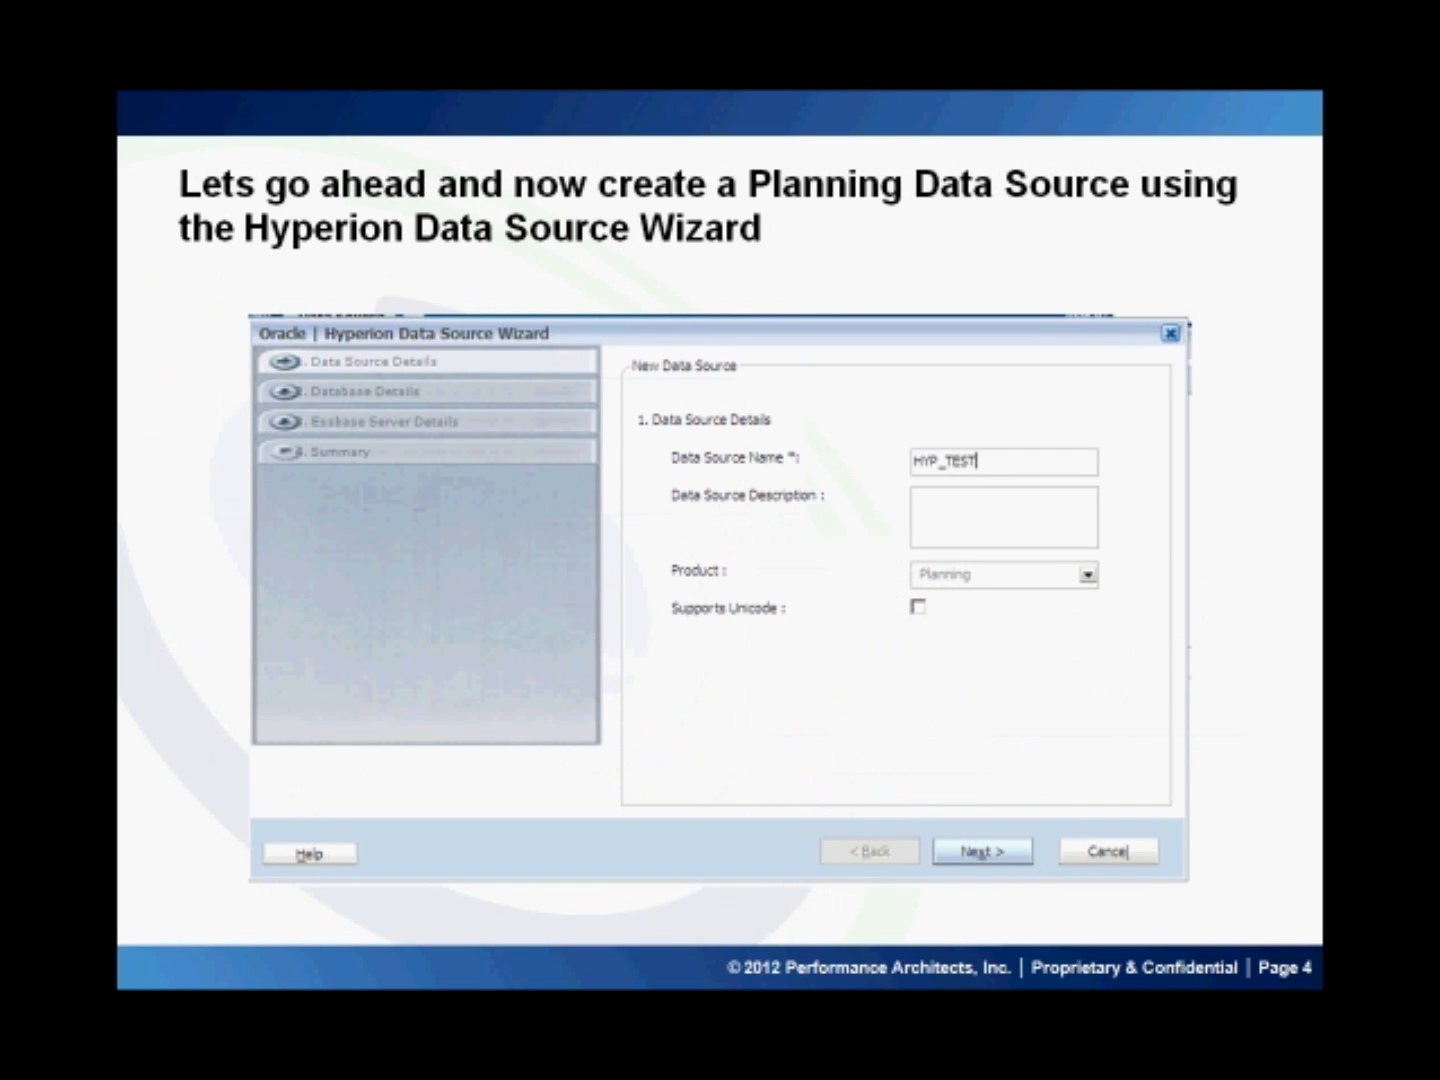 Lets go ahead and now create a Planning Data Source using
the Hyperion Data Source Wizard
Oracle | Hyperion Data Source Wizard
. Data Source Details
. Database Details
. Essbase Server Details
. Summary
New Data Source
1. Data Source Details
Data Source Name *: HYP_TEST
Data Source Description :
Product : Planning
Supports Unicode :
Help < Back Next > Cancel
© 2012 Performance Architects, Inc. | Proprietary & Confidential | Page 4